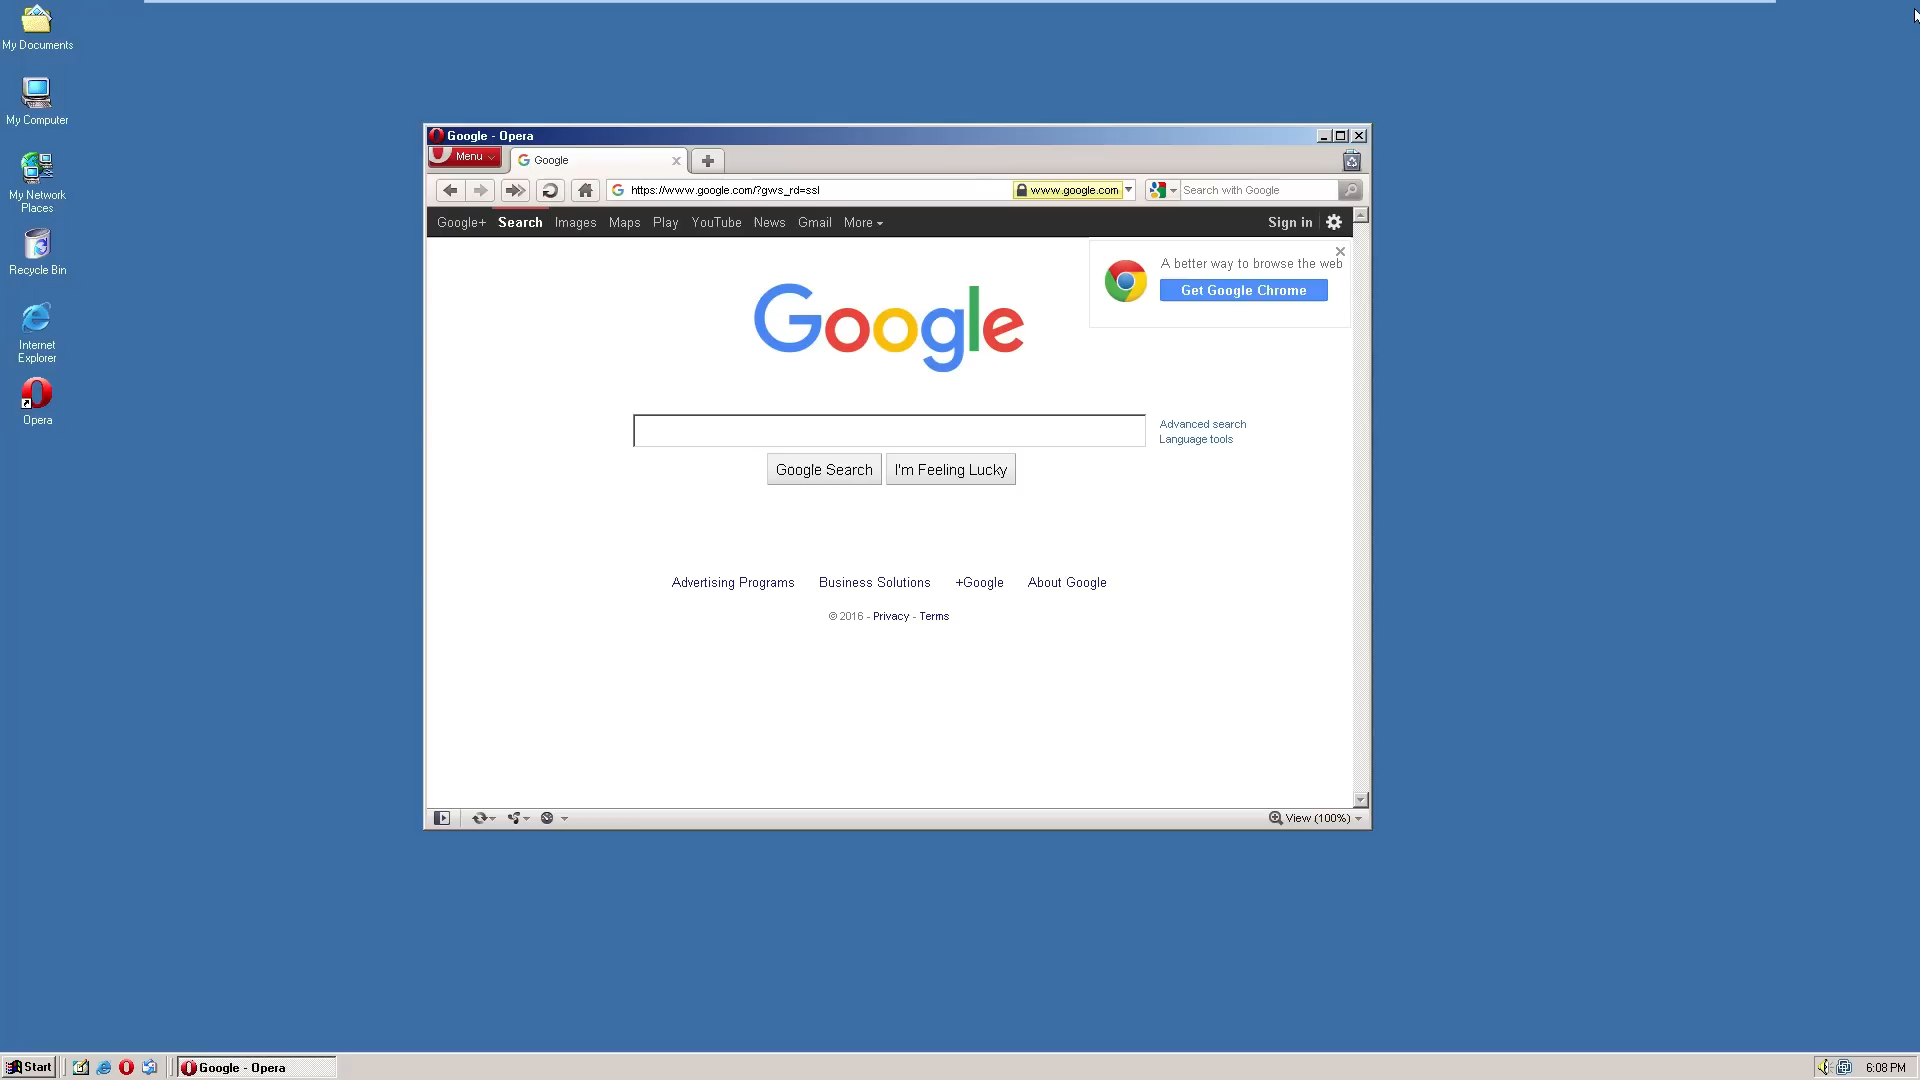 My Documents
My Computer
My Network
Places
Recycle Bin
Internet
Explorer
Opera
Google - Opera
Menu
Google
https://www.google.com/?gws_rd=ssl
www.google.com
Search with Google
Google+ Search Images Maps Play YouTube News Gmail More
Sign in
A better way to browse the web
Get Google Chrome
Google
Advanced search
Language tools
Google Search
I'm Feeling Lucky
Advertising Programs Business Solutions +Google About Google
© 2016 - Privacy - Terms
View (100%)
Start
Google - Opera
6:08 PM